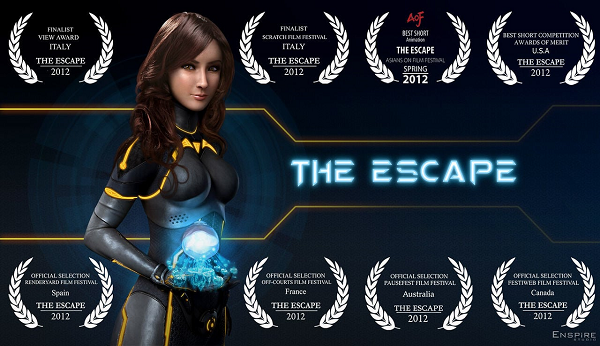 FINALIST
VIEW AWARD
ITALY
THE ESCAPE
2012
FINALIST
SCRATCH FILM FESTIVAL
ITALY
THE ESCAPE
2012
AOF
BEST SHORT
Animation
THE ESCAPE
ASIANS ON FILM FESTIVAL
SPRING
2012
BEST SHORT COMPETITION
AWARDS OF MERIT
U.S.A
THE ESCAPE
2012
THE ESCAPE
OFFICIAL SELECTION
RENDERYARD FILM FESTIVAL
Spain
THE ESCAPE
2012
OFFICIAL SELECTION
OFF-COURTS FILM FESTIVAL
France
THE ESCAPE
2012
OFFICIAL SELECTION
PAUSEFEST FILM FESTIVAL
Australia
THE ESCAPE
2012
OFFICIAL SELECTION
FESTIWEB FILM FESTIVAL
Canada
THE ESCAPE
2012
ENSPIRE
STUDIO